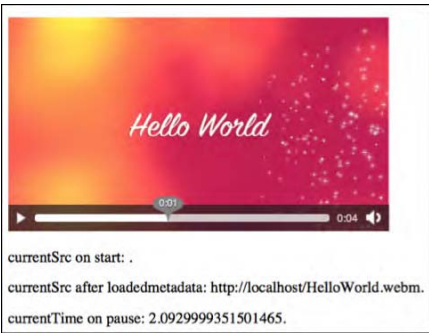 Hello World
0:01
0:04
currentSrc on start: .
currentSrc after loadedmetadata: http://localhost/HelloWorld.webm.
currentTime on pause: 2.0929999351501465.